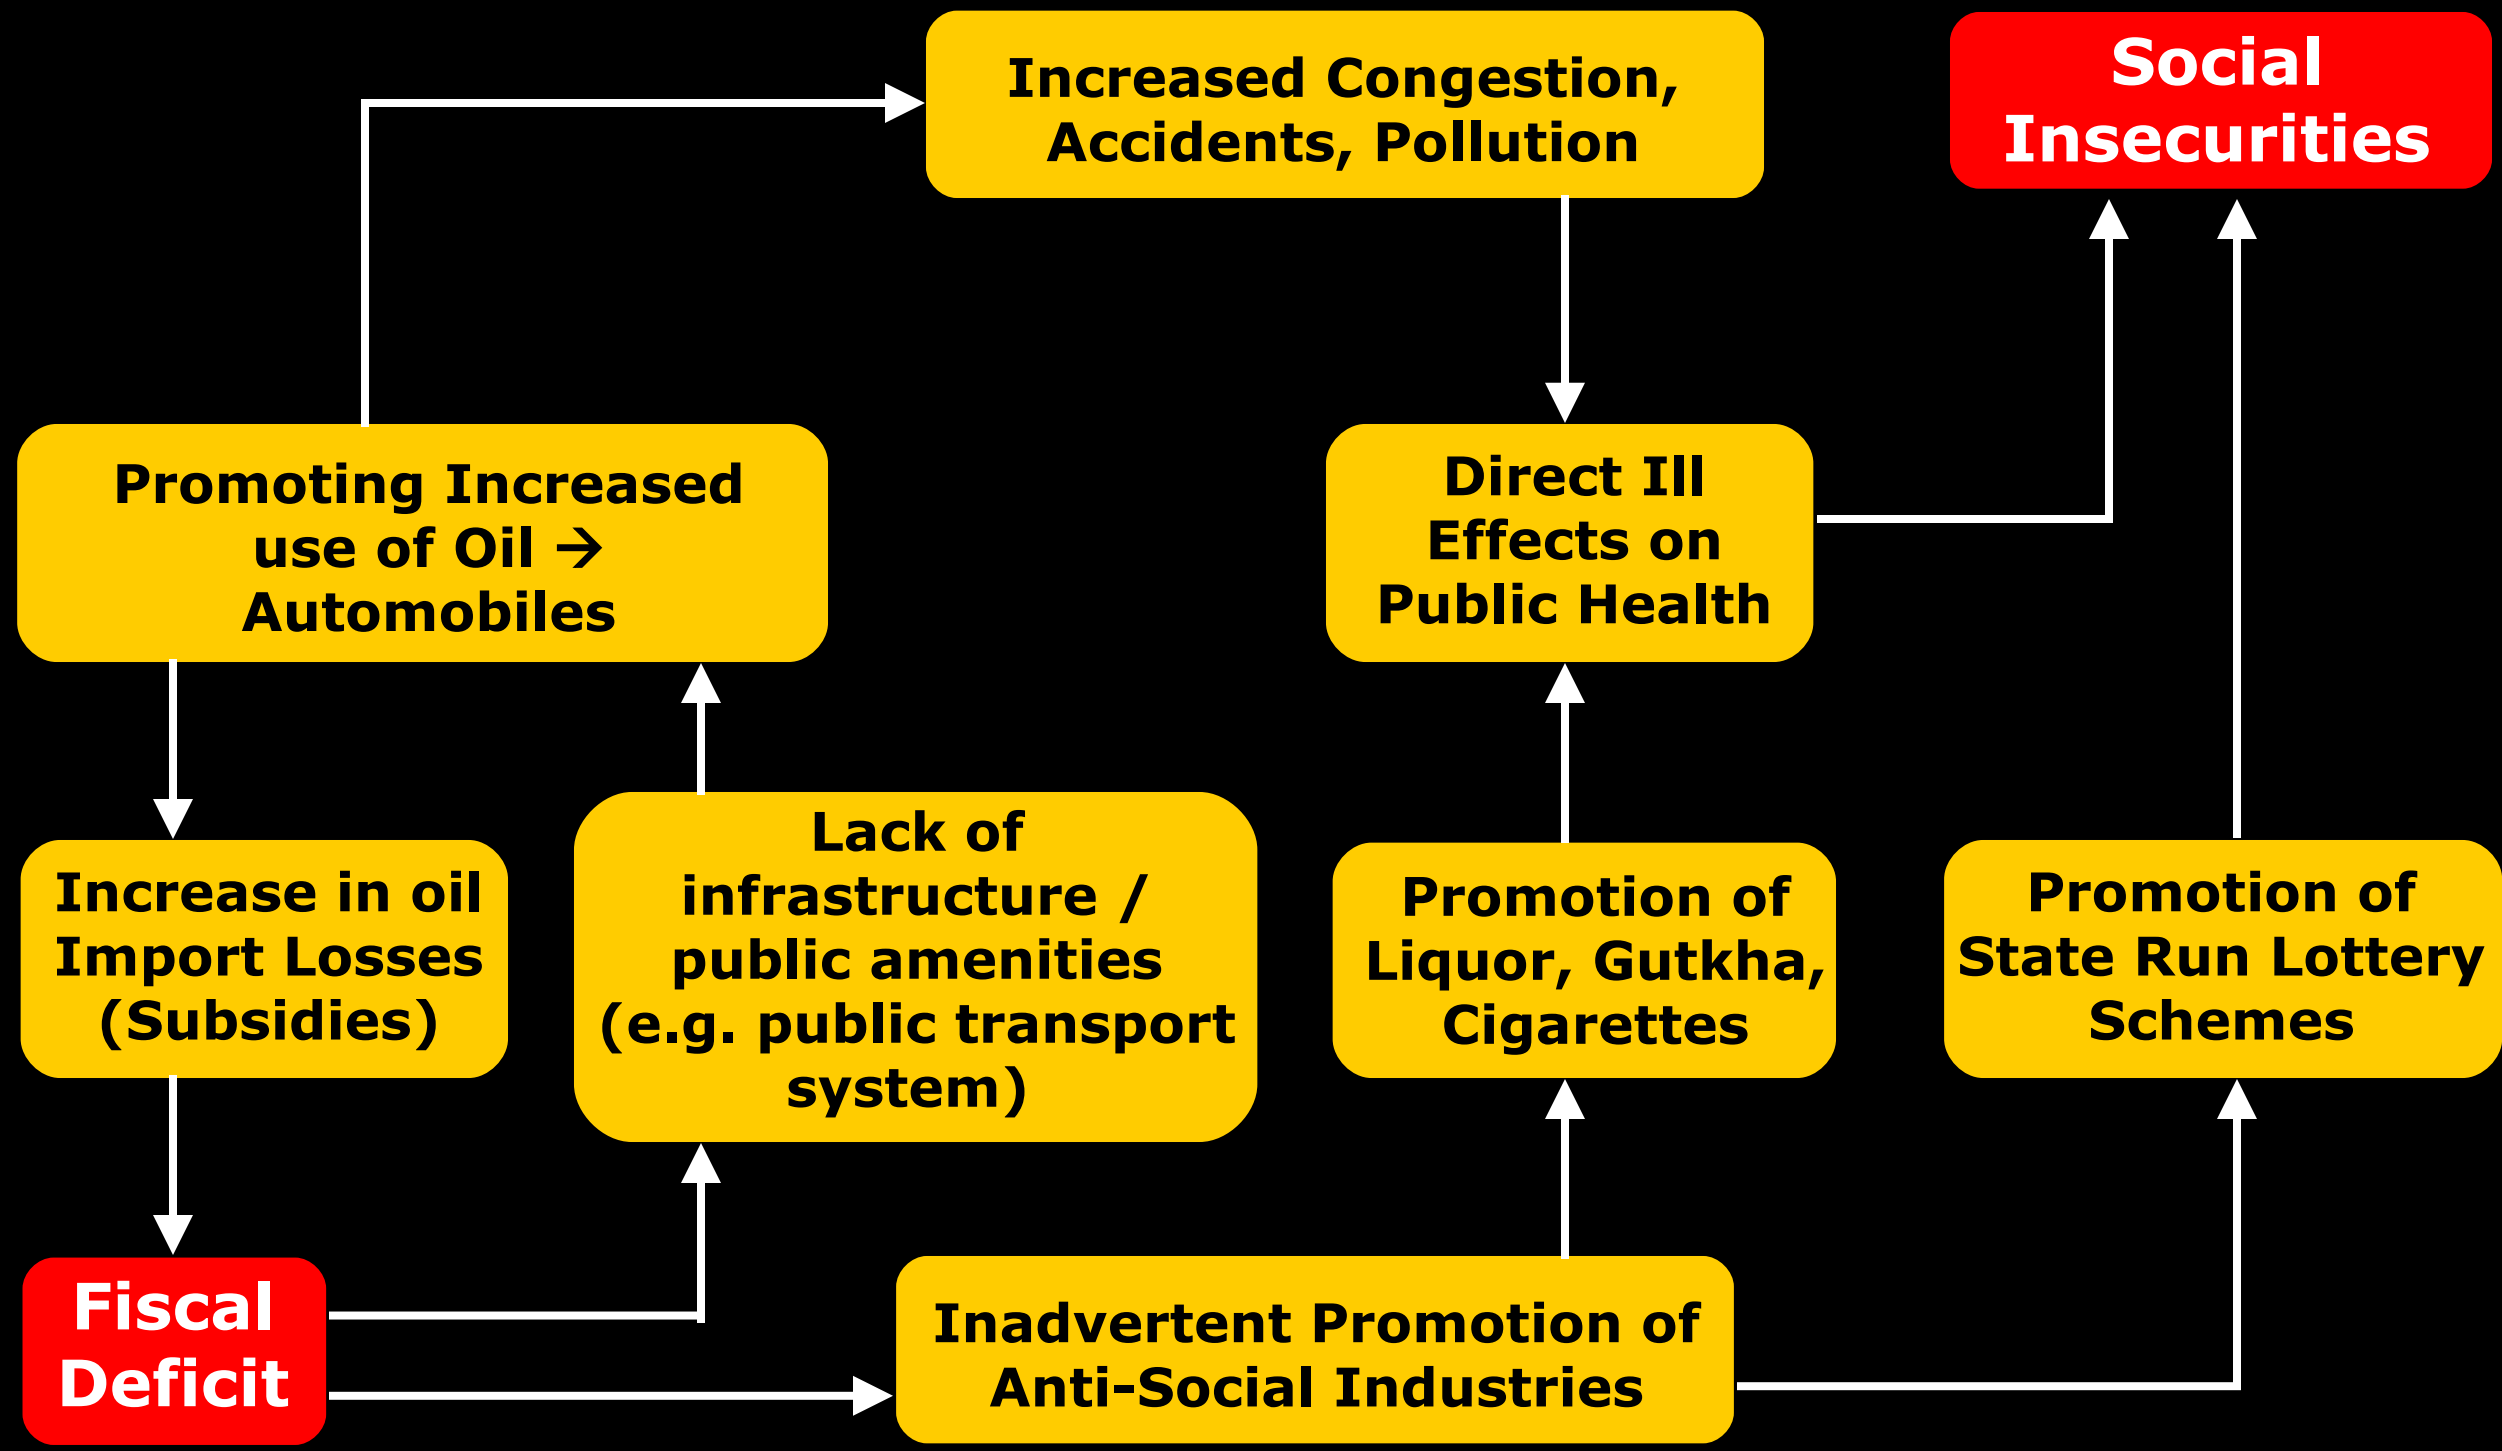 Increased Congestion,
Accidents, Pollution
Social
Insecurities
Promoting Increased
use of Oil →
Automobiles
Direct Ill
Effects on
Public Health
Increase in oil
Import Losses
(Subsidies)
Lack of
infrastructure /
public amenities
(e.g. public transport
system)
Promotion of
Liquor, Gutkha,
Cigarettes
Promotion of
State Run Lottery
Schemes
Fiscal
Deficit
Inadvertent Promotion of
Anti-Social Industries